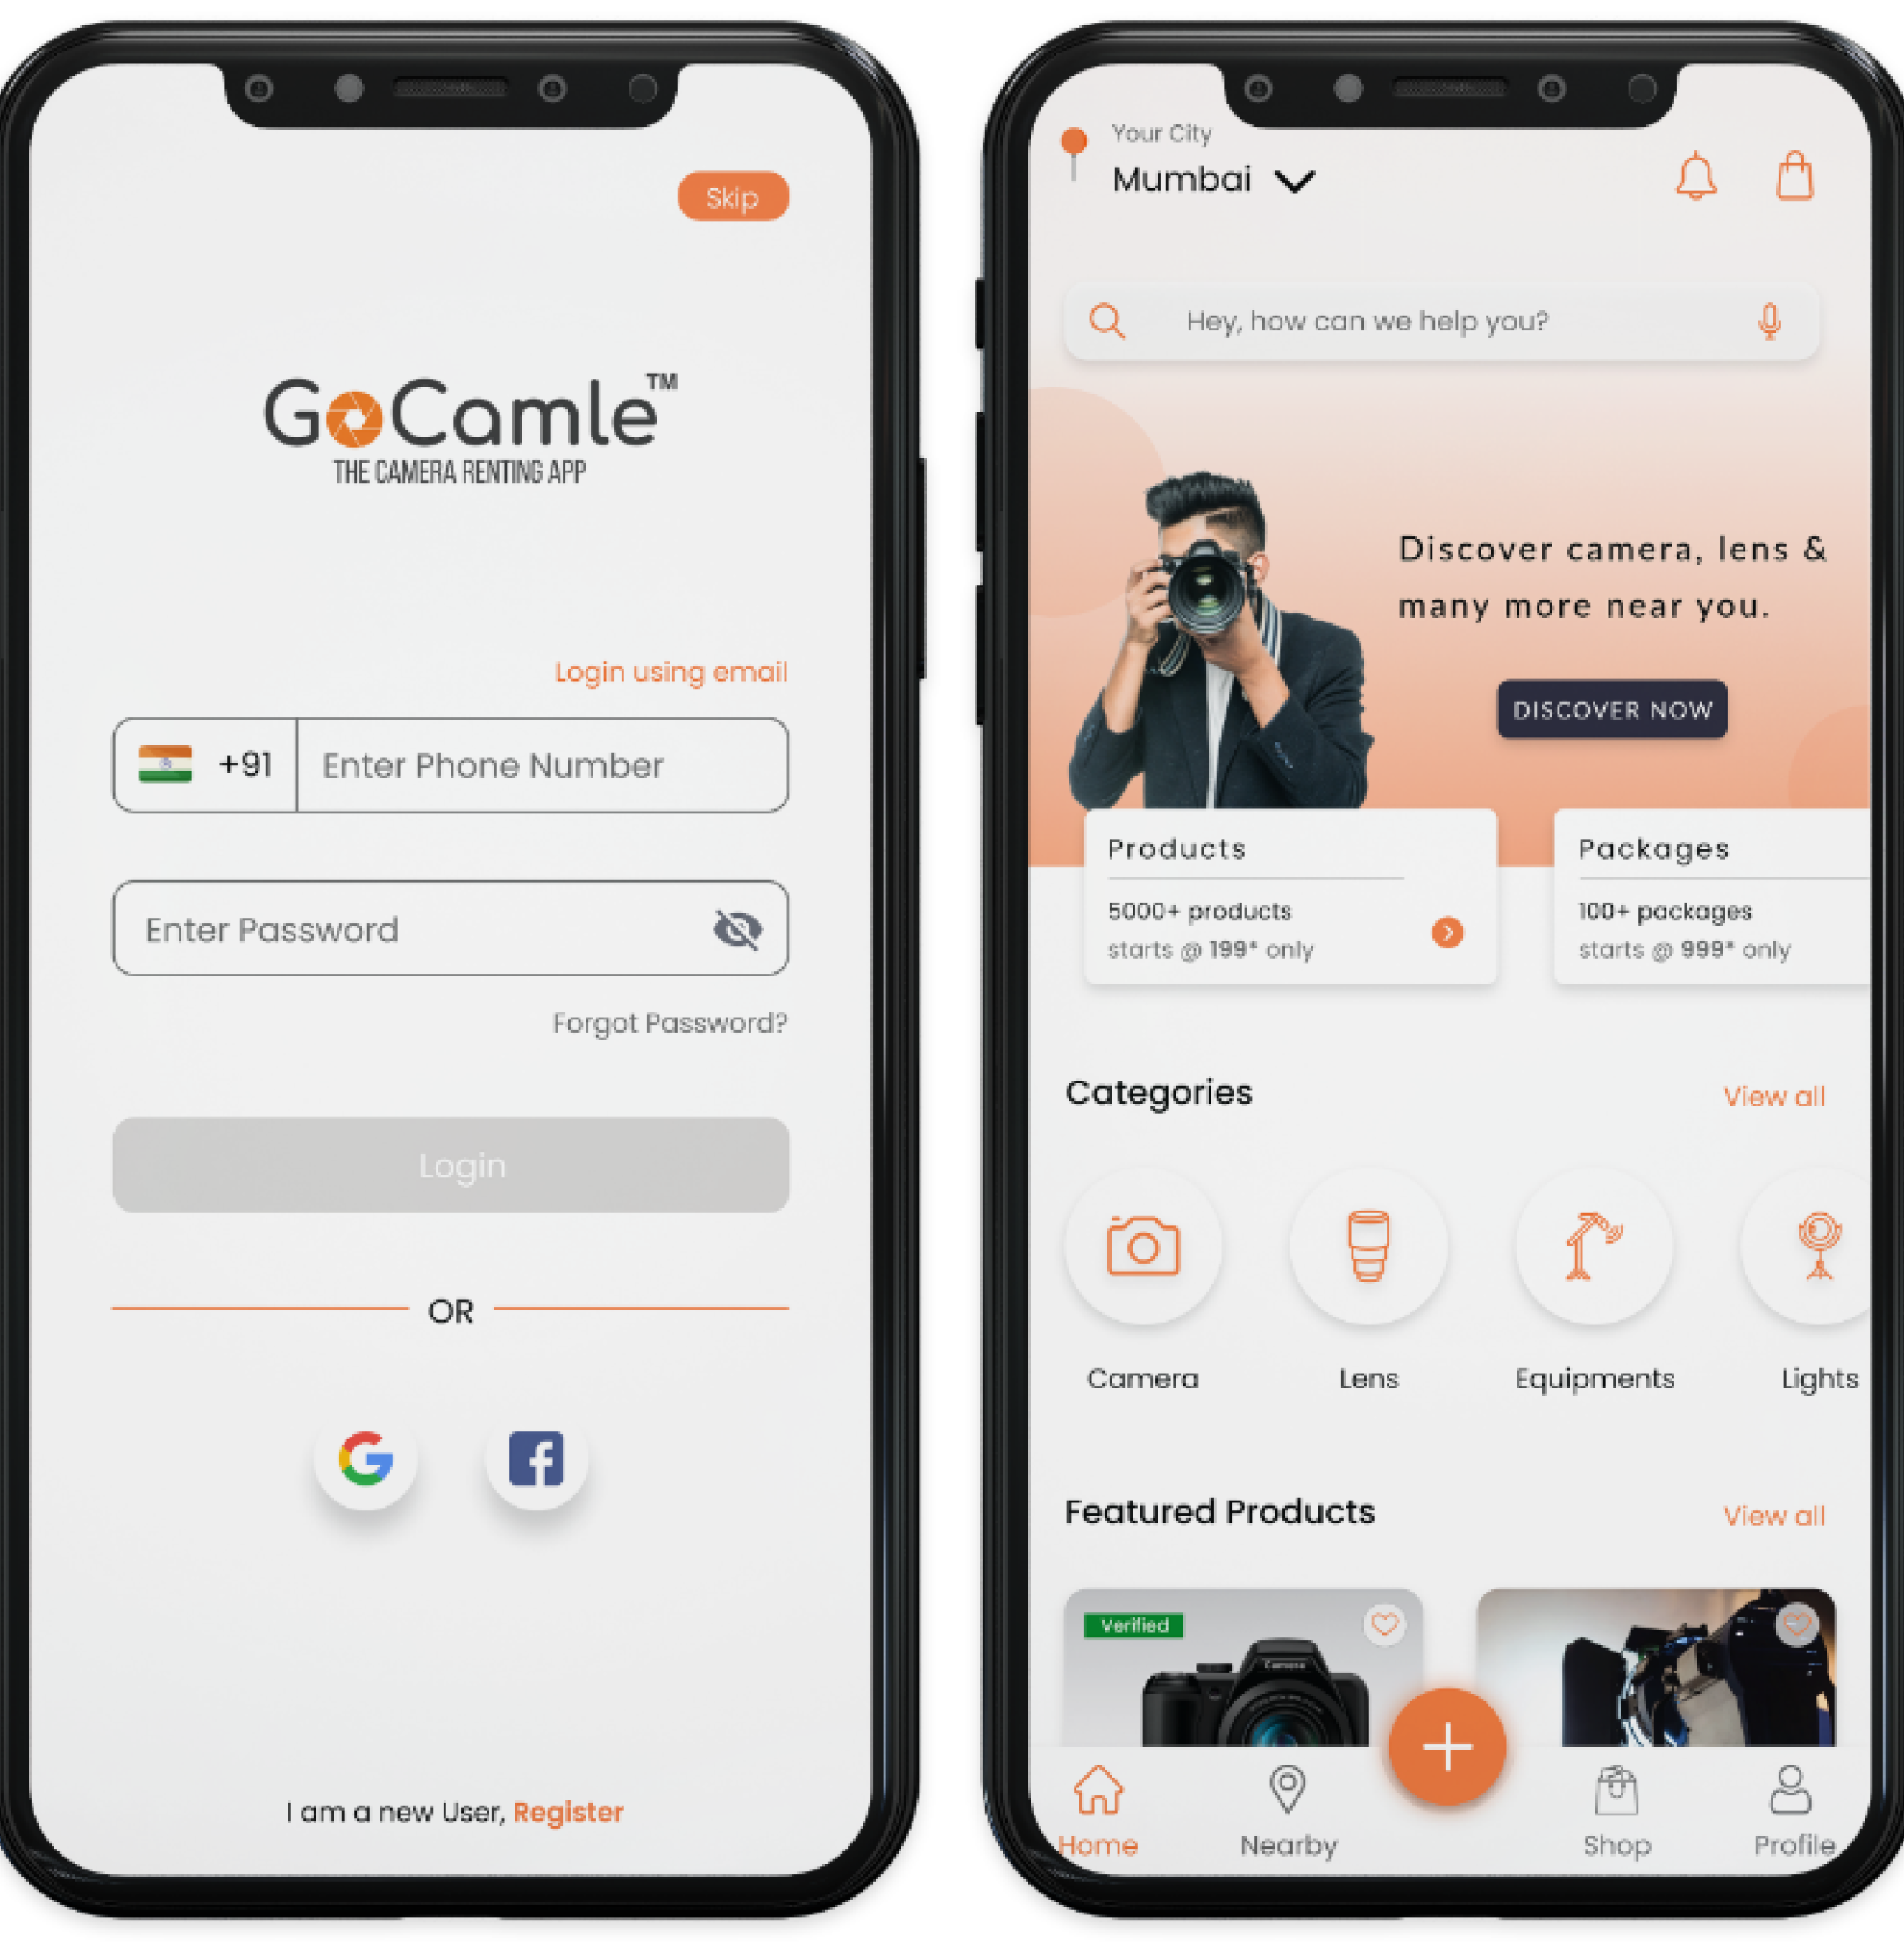 Skip
GoCamle™
THE CAMERA RENTING APP
Login using email
+91 Enter Phone Number
Enter Password
Forgot Password?
Login
OR
I am a new User, Register
Your City
Mumbai
Hey, how can we help you?
Discover camera, lens &
many more near you.
DISCOVER NOW
Products
5000+ products
starts @ 199* only
Packages
100+ packages
starts @ 999* only
Categories View all
Camera Lens Equipments Lights
Featured Products View all
Verified
Camera
Home Nearby Shop Profile